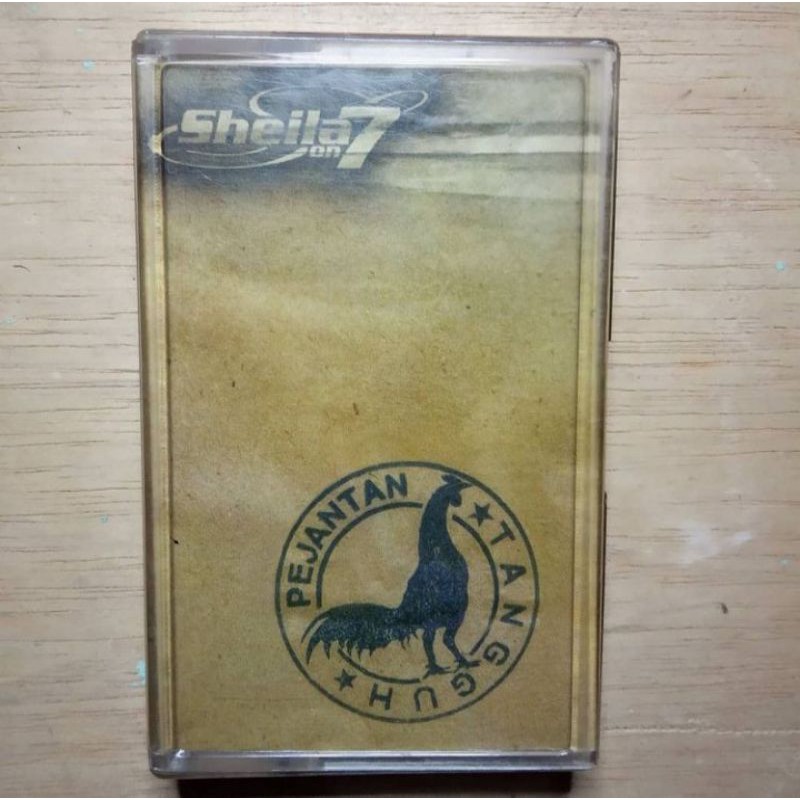 Sheila
on 7
PEJANTAN
TANGGUH